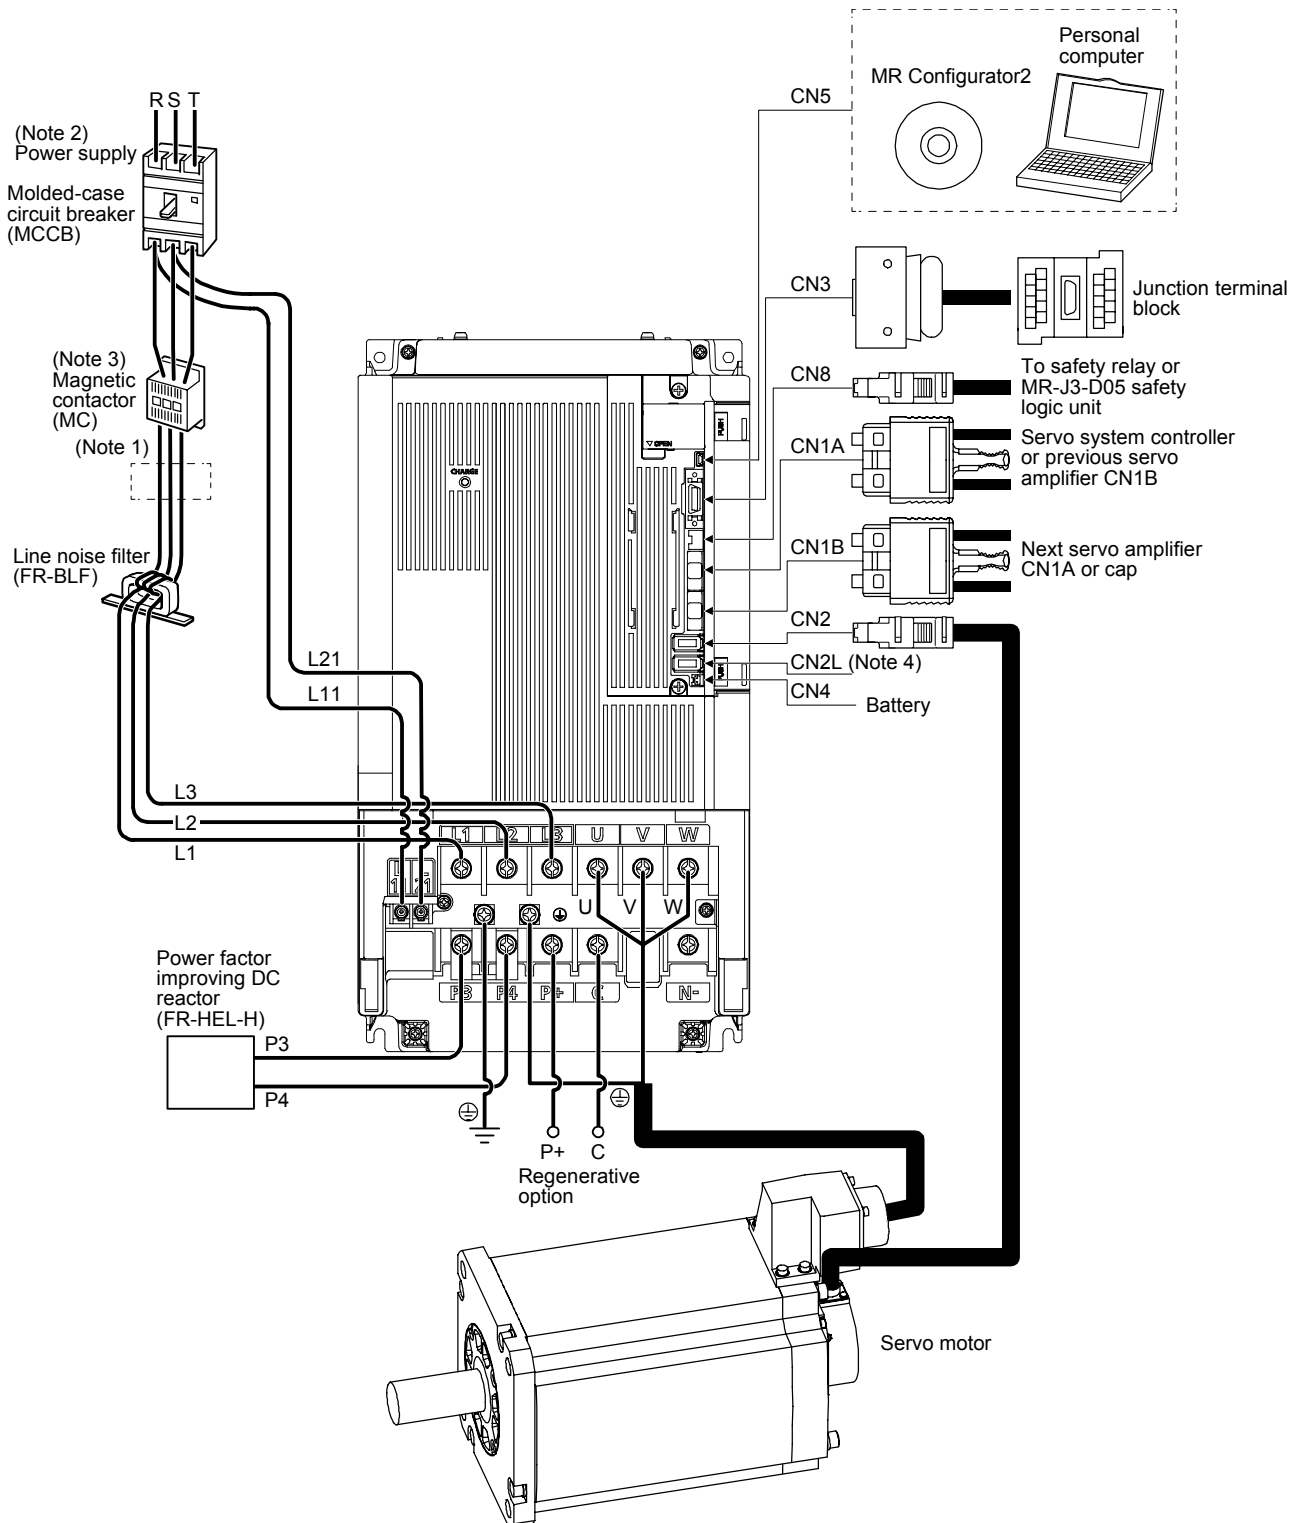 Personal
computer
MR Configurator2
CN5
R S T
(Note 2)
Power supply
Molded-case
circuit breaker
(MCCB)
CN3
Junction terminal
block
(Note 3)
Magnetic
contactor
(MC)
CN8
To safety relay or
MR-J3-D05 safety
logic unit
(Note 1)
PUSH
OPEN
CHARGE
CN1A
Servo system controller
or previous servo
amplifier CN1B
Line noise filter
(FR-BLF)
CN1B
Next servo amplifier
CN1A or cap
CN2
L21
CN2L (Note 4)
PUSH
L11
CN4
Battery
L3
L2
L1
L1 L2 L3 U V W
U V W
Power factor
improving DC
reactor
(FR-HEL-H)
P3 P4 P+ C N-
P3
P4
P+ C
Regenerative
option
Servo motor